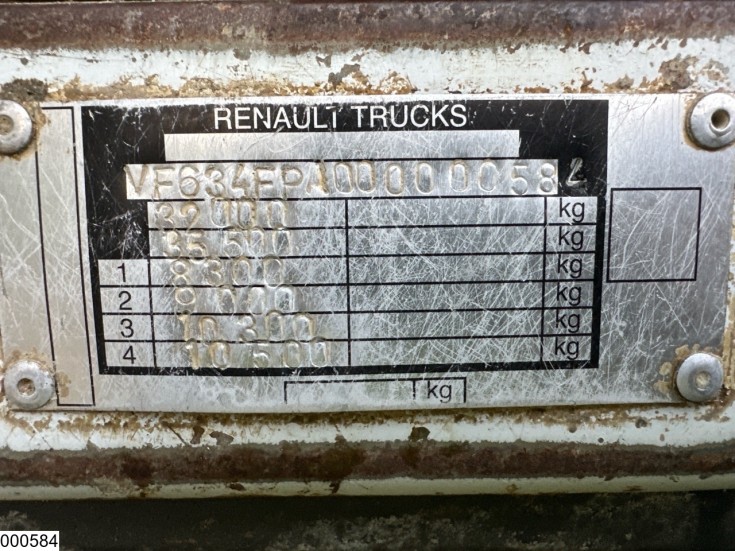 RENAULT TRUCKS
VF634FPA000000584
32000 kg
35500 kg
1 8300 kg
2 9000 kg
3 10300 kg
4 10500 kg
kg
000584